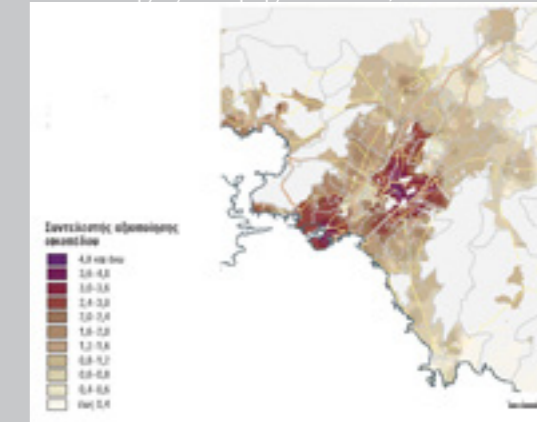 Συντελεστής αξιοποίησης
οικοπέδου
4,0 και άνω
3,6-4,0
3,0-3,6
2,4-3,0
2,0-2,4
1,6-2,0
1,2-1,6
0,8-1,2
0,6-0,8
0,4-0,6
έως 0,4